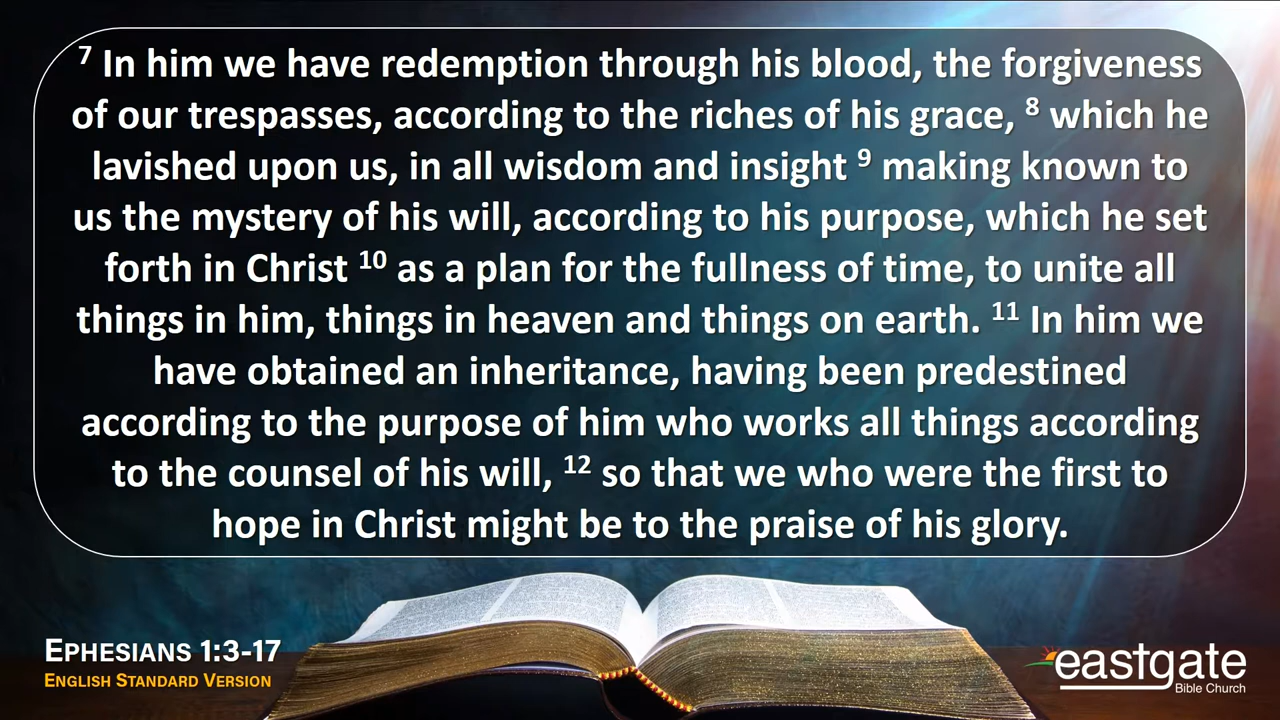 7 In him we have redemption through his blood, the forgiveness
of our trespasses, according to the riches of his grace, 8 which he
lavished upon us, in all wisdom and insight 9 making known to
us the mystery of his will, according to his purpose, which he set
forth in Christ 10 as a plan for the fullness of time, to unite all
things in him, things in heaven and things on earth. 11 In him we
have obtained an inheritance, having been predestined
according to the purpose of him who works all things according
to the counsel of his will, 12 so that we who were the first to
hope in Christ might be to the praise of his glory.
Ephesians 1:3-17
English Standard Version
eastgate
Bible Church